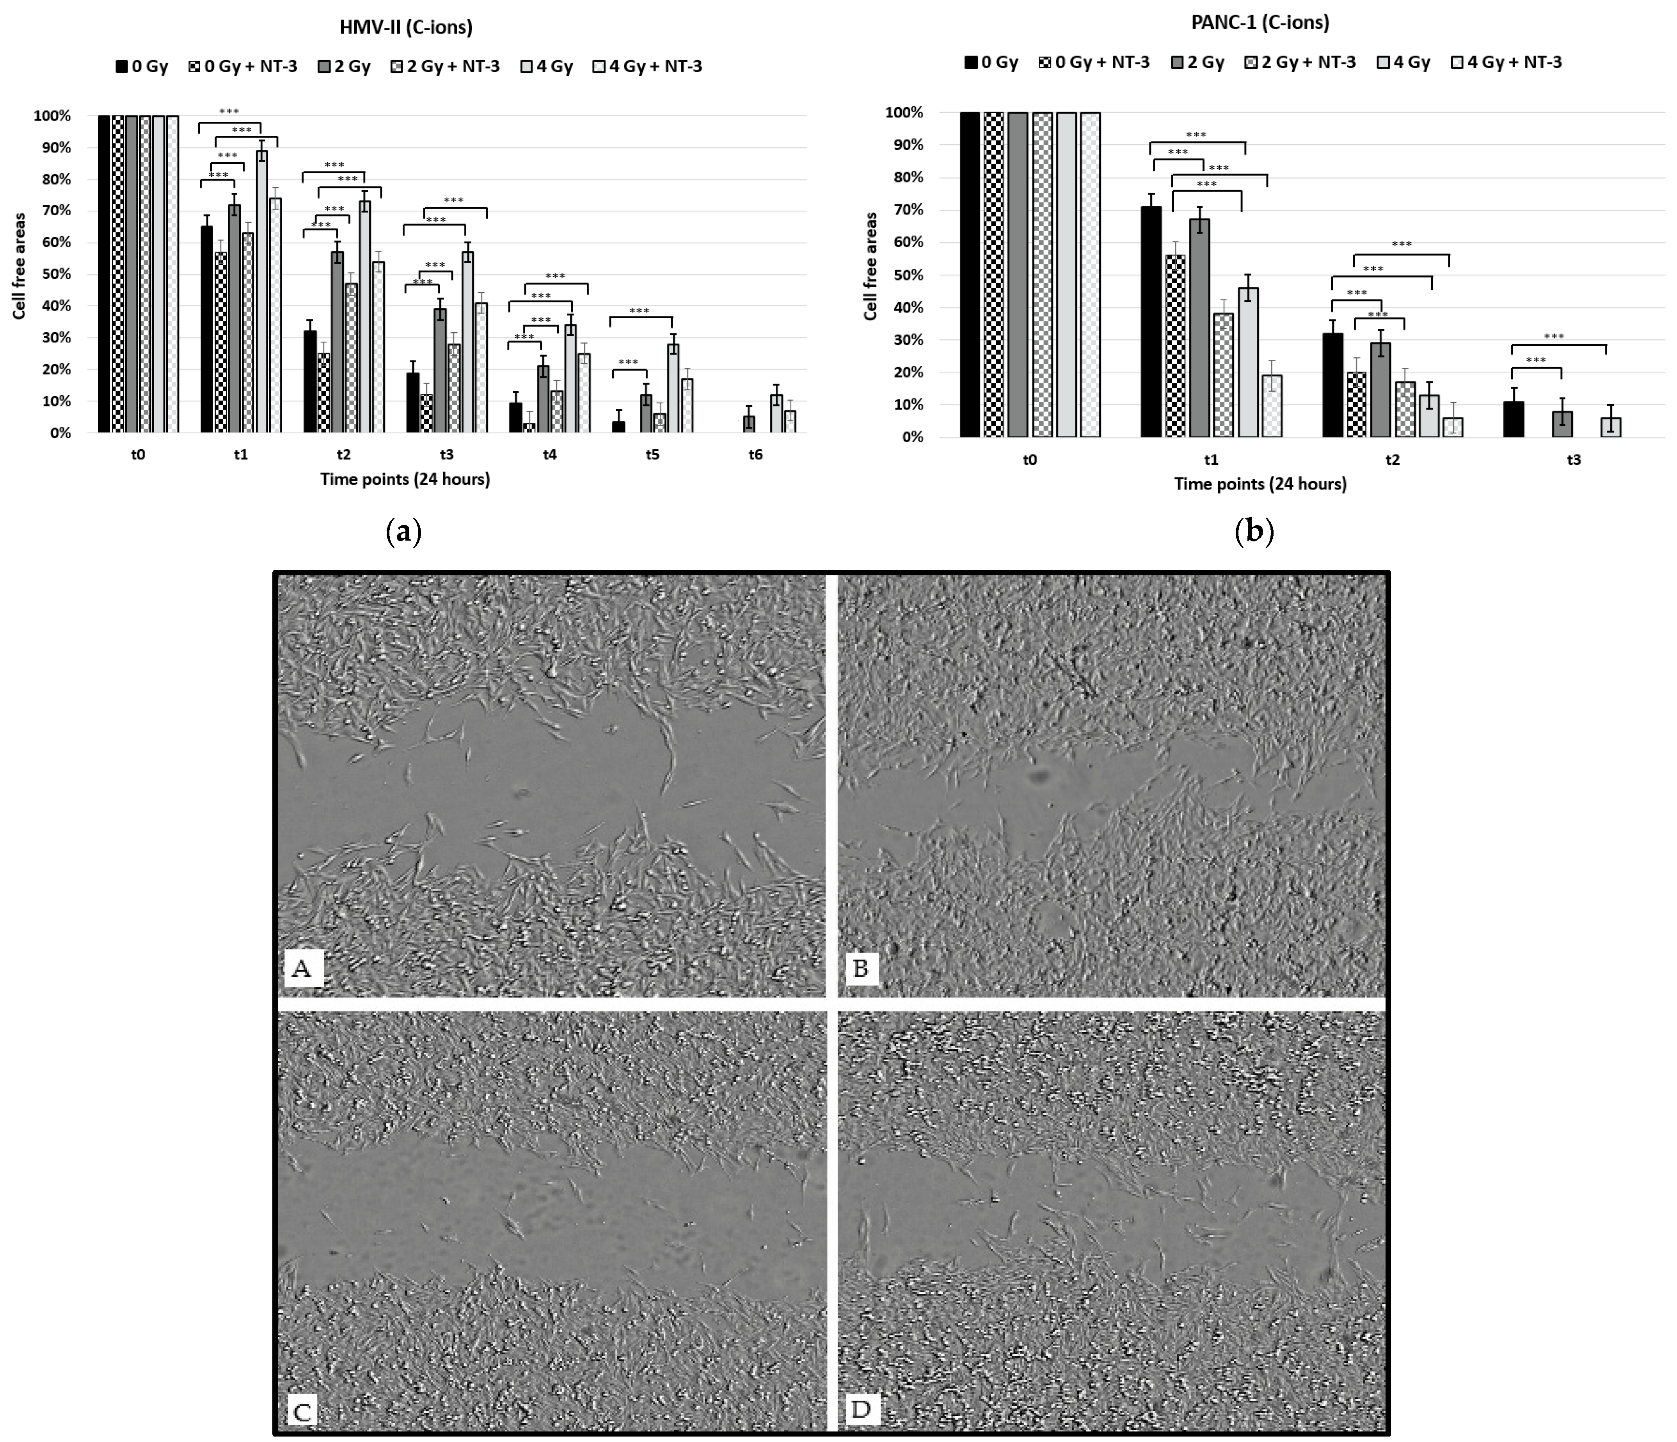 HMV-II (C-ions)
0 Gy 0 Gy + NT-3 2 Gy 2 Gy + NT-3 4 Gy 4 Gy + NT-3
100%
90%
80%
70%
60%
50%
40%
30%
20%
10%
0%
Cell free areas
*** *** *** ***
*** *** *** ***
*** *** *** ***
*** *** *** ***
*** ***
t0 t1 t2 t3 t4 t5 t6
Time points (24 hours)
(a)
PANC-1 (C-ions)
0 Gy 0 Gy + NT-3 2 Gy 2 Gy + NT-3 4 Gy 4 Gy + NT-3
100%
90%
80%
70%
60%
50%
40%
30%
20%
10%
0%
Cell free areas
*** *** *** ***
*** *** *** ***
*** ***
t0 t1 t2 t3
Time points (24 hours)
(b)
A
B
C
D